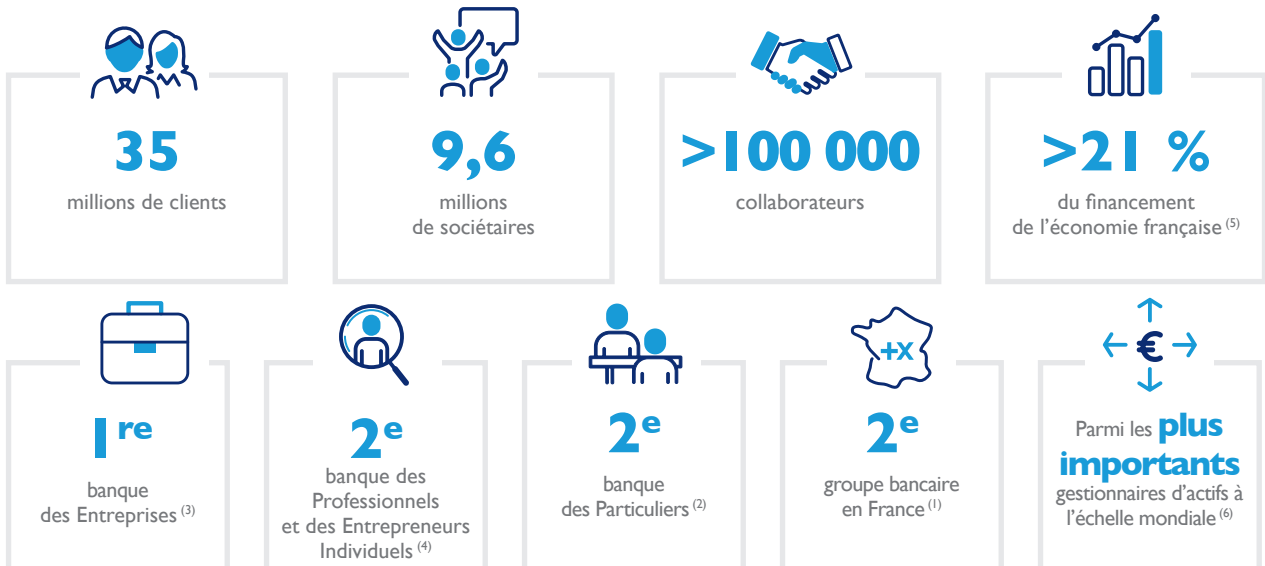 35
millions de clients
9,6
millions
de sociétaires
>100 000
collaborateurs
>21 %
du financement
de l’économie française (5)
1re
banque
des Entreprises (3)
2e
banque des
Professionnels
et des Entrepreneurs
Individuels (4)
2e
banque
des Particuliers (2)
+X
2e
groupe bancaire
en France (1)
€
Parmi les plus
importants
gestionnaires d’actifs à
l’échelle mondiale (6)